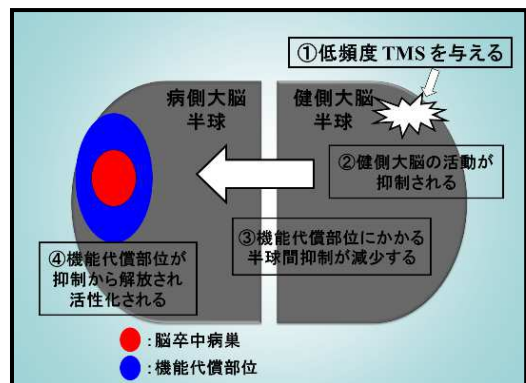 ①低頻度 TMS を与える
病側大脳
半球
健側大脳
半球
②健側大脳の活動が
抑制される
③機能代償部位にかかる
半球間抑制が減少する
④機能代償部位が
抑制から解放され
活性化される
:脳卒中病巣
:機能代償部位